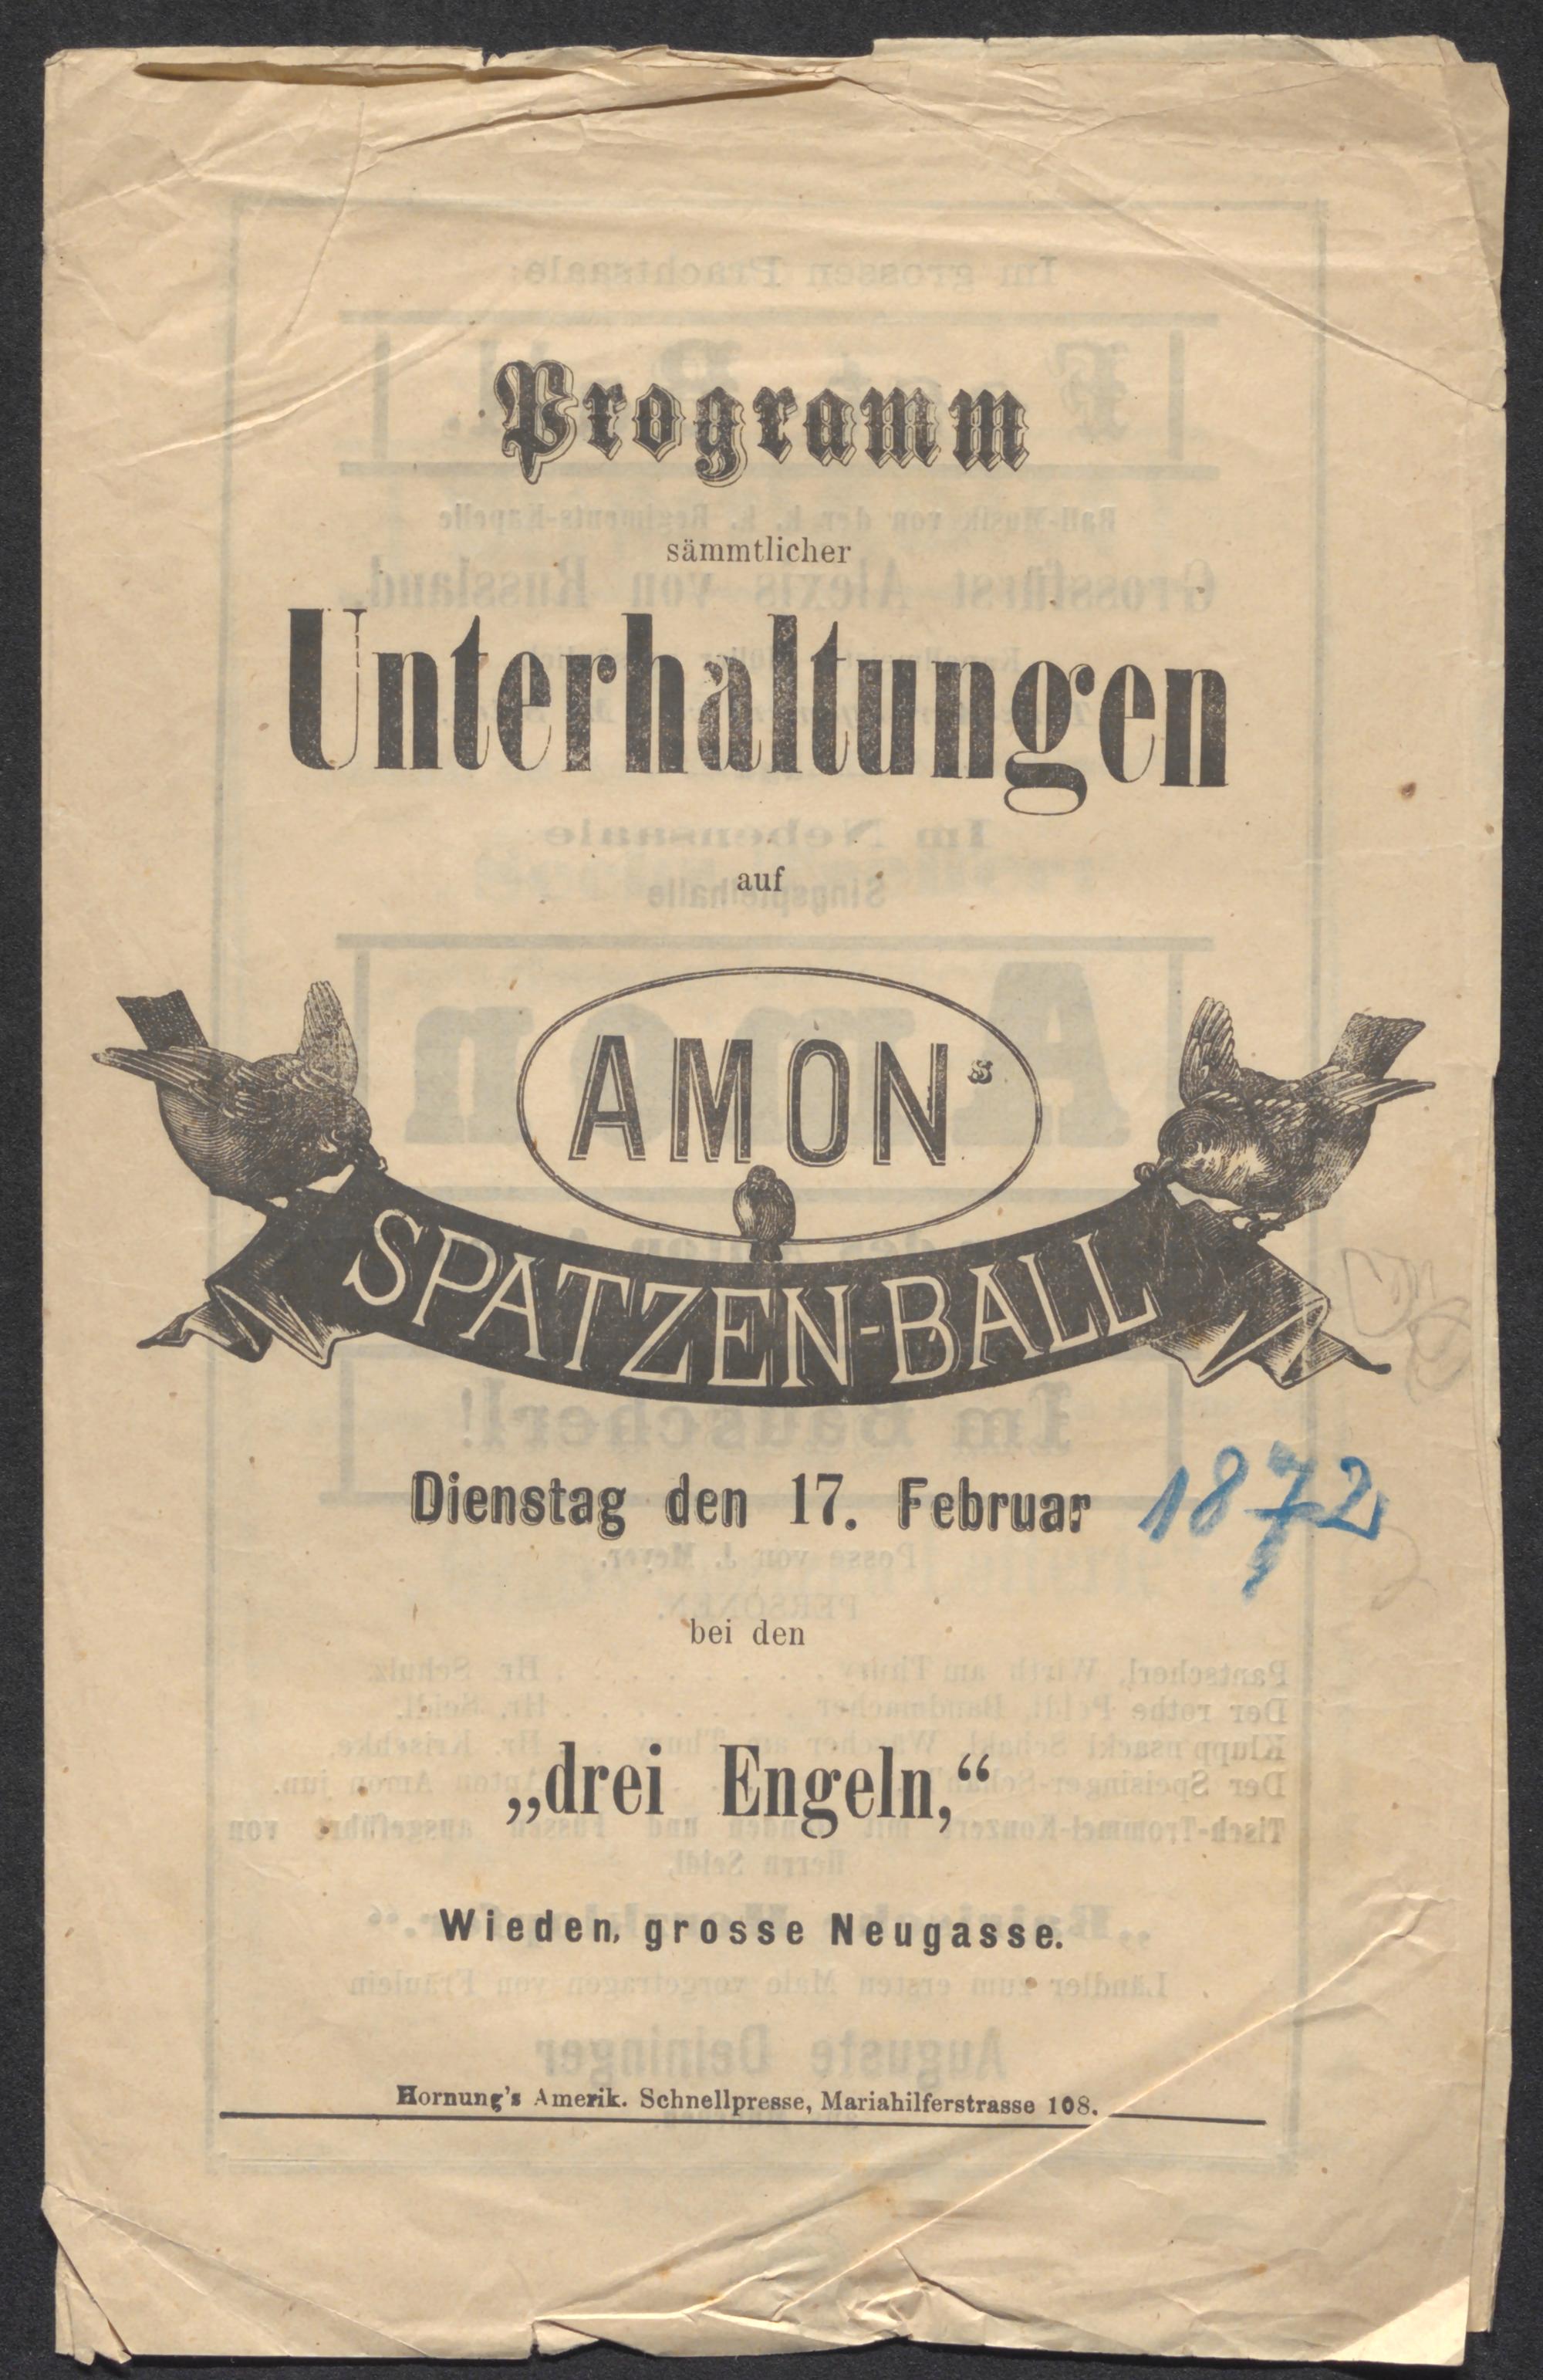 Programm
sämmtlicher
Unterhaltungen
auf
AMON's
SPATZEN-BALL
Dienstag den 17. Februar 1872
bei den
„drei Engeln,“
Wieden, grosse Neugasse.
Hornung's Amerik. Schnellpresse, Mariahilferstrasse 108.